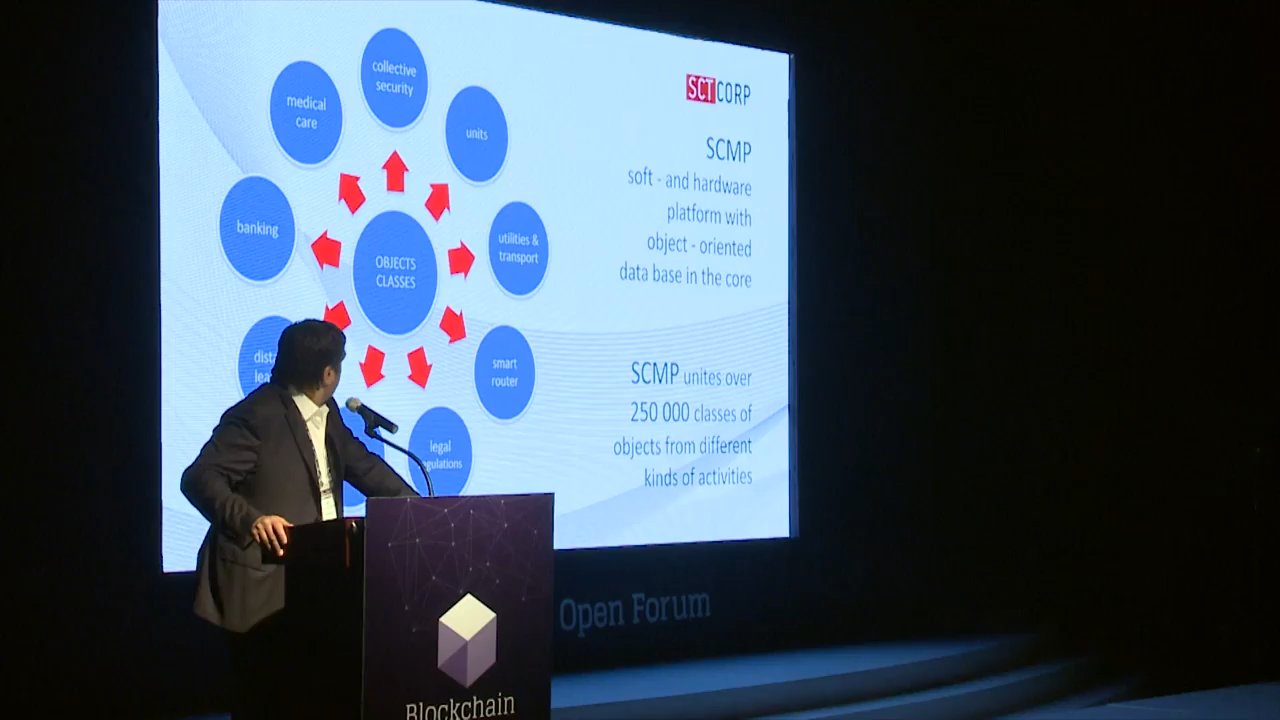 collective
security
medical
care
units
banking
utilities &
transport
OBJECTS
CLASSES
smart
router
legal
SCTCORP
SCMP
soft - and hardware
platform with
object - oriented
data base in the core
SCMP unites over
250 000 classes of
objects from different
kinds of activities
Open Forum
Blockchain